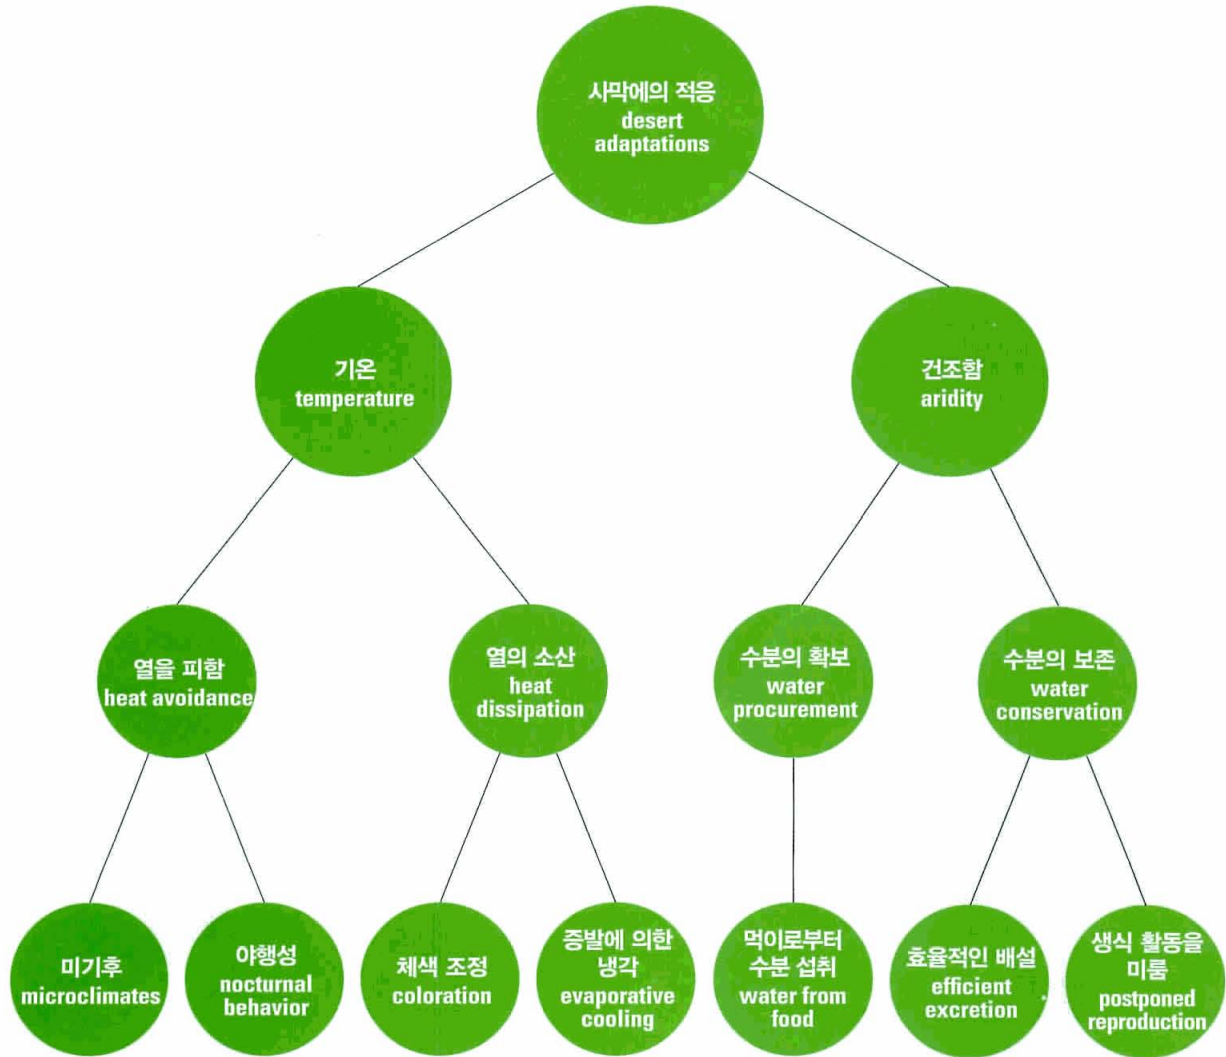 사막에의 적응
desert
adaptations
기온
temperature
건조함
aridity
열을 피함
heat avoidance
열의 소산
heat
dissipation
수분의 확보
water
procurement
수분의 보존
water
conservation
미기후
microclimates
야행성
nocturnal
behavior
체색 조정
coloration
증발에 의한
냉각
evaporative
cooling
먹이로부터
수분 섭취
water from
food
효율적인 배설
efficient
excretion
생식 활동을
미룸
postponed
reproduction